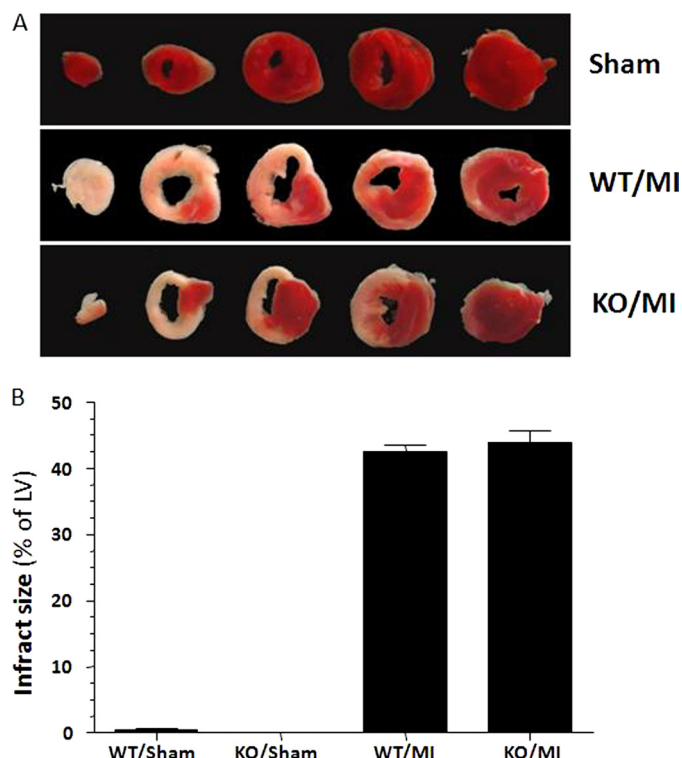 A
Sham
WT/MI
KO/MI
B
Infract size (% of LV)
50
40
30
20
10
0
WT/Sham KO/Sham WT/MI KO/MI